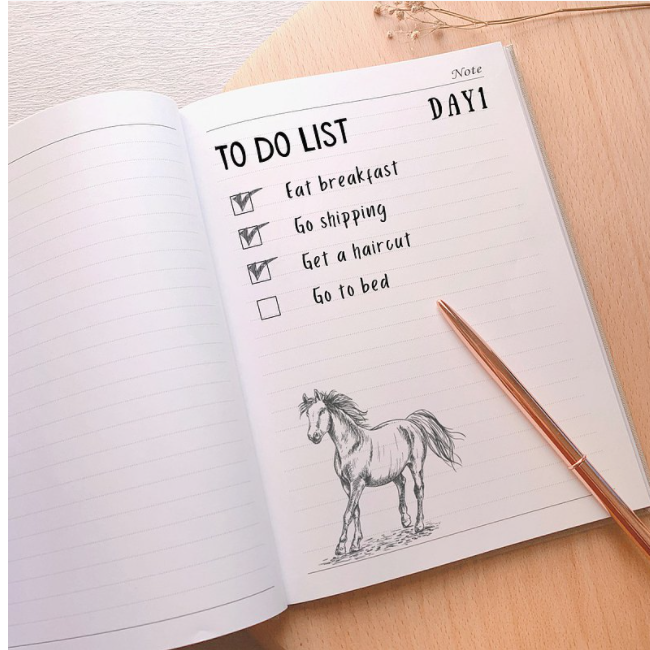 Note
DAY1
TO DO LIST
Eat breakfast
Go shipping
Get a haircut
Go to bed